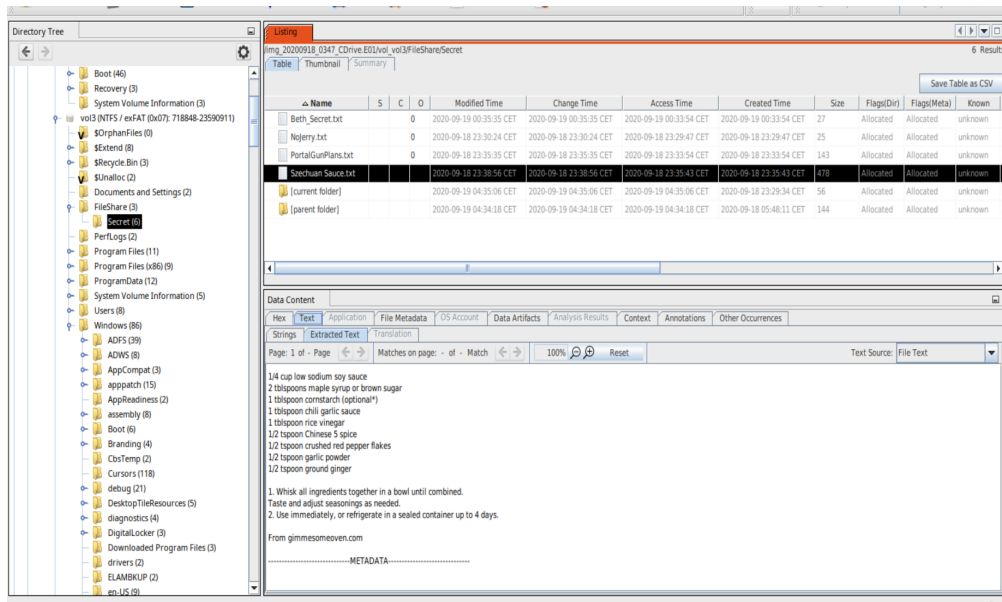 Directory Tree
Boot (46)
Recovery (3)
System Volume Information (3)
vol3 (NTFS / exFAT (0x07): 718848-23590911)
$OrphanFiles (0)
$Extend (8)
$Recycle.Bin (3)
$Unalloc (2)
Documents and Settings (2)
FileShare (3)
Secret (6)
PerfLogs (2)
Program Files (11)
Program Files (x86) (9)
ProgramData (12)
System Volume Information (5)
Users (8)
Windows (86)
ADFS (39)
ADWS (8)
AppCompat (3)
apppatch (15)
AppReadiness (2)
assembly (8)
Boot (6)
Branding (4)
CbsTemp (2)
Cursors (118)
debug (21)
DesktopTileResources (5)
diagnostics (4)
DigitalLocker (3)
Downloaded Program Files (3)
drivers (2)
ELAMBKUP (2)
en-US (9)
Listing
/img_20200918_0347_CDrive.E01/vol_vol3/FileShare/Secret
6 Result
Table Thumbnail Summary
Save Table as CSV
Name S C O Modified Time Change Time Access Time Created Time Size Flags(Dir) Flags(Meta) Known
Beth_Secret.txt 0 2020-09-19 00:35:35 CET 2020-09-19 00:35:35 CET 2020-09-19 00:33:54 CET 2020-09-19 00:33:54 CET 27 Allocated Allocated unknown
NoJerry.txt 0 2020-09-18 23:30:24 CET 2020-09-18 23:30:24 CET 2020-09-18 23:29:47 CET 2020-09-18 23:29:47 CET 25 Allocated Allocated unknown
PortalGunPlans.txt 0 2020-09-18 23:35:35 CET 2020-09-18 23:35:35 CET 2020-09-18 23:33:54 CET 2020-09-18 23:33:54 CET 143 Allocated Allocated unknown
Szechuan Sauce.txt 2020-09-18 23:38:56 CET 2020-09-18 23:38:56 CET 2020-09-18 23:35:43 CET 2020-09-18 23:35:43 CET 478 Allocated Allocated unknown
[current folder] 2020-09-19 04:35:06 CET 2020-09-19 04:35:06 CET 2020-09-19 04:35:06 CET 2020-09-18 23:29:34 CET 56 Allocated Allocated unknown
[parent folder] 2020-09-19 04:34:18 CET 2020-09-19 04:34:18 CET 2020-09-19 04:34:18 CET 2020-09-18 05:48:11 CET 144 Allocated Allocated unknown
Data Content
Hex Text Application File Metadata OS Account Data Artifacts Analysis Results Context Annotations Other Occurrences
Strings Extracted Text Translation
Page: 1 of - Page Matches on page: - of - Match 100% Reset Text Source: File Text
1/4 cup low sodium soy sauce
2 tblspoons maple syrup or brown sugar
1 tblspoon cornstarch (optional*)
1 tblspoon chili garlic sauce
1 tblspoon rice vinegar
1/2 tspoon Chinese 5 spice
1/2 tspoon crushed red pepper flakes
1/2 tspoon garlic powder
1/2 tspoon ground ginger
1. Whisk all ingredients together in a bowl until combined.
Taste and adjust seasonings as needed.
2. Use immediately, or refrigerate in a sealed container up to 4 days.
From gimmesomeoven.com
------------------------------METADATA------------------------------